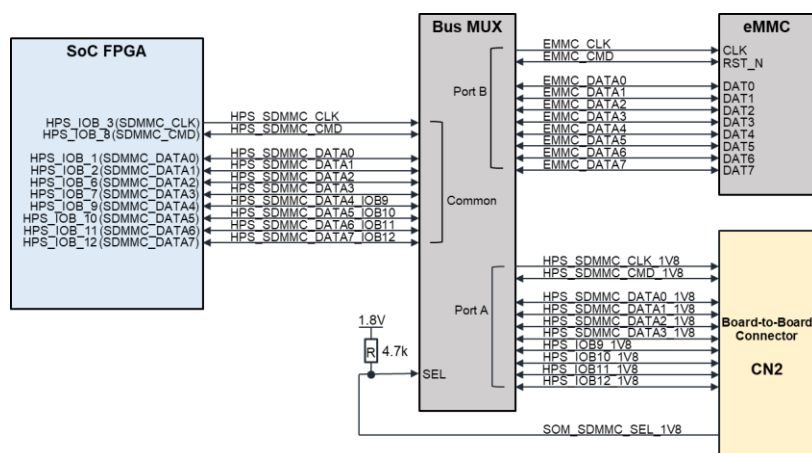 SoC FPGA
HPS_IOB_3(SDMMC_CLK)
HPS_IOB_8(SDMMC_CMD)
HPS_IOB_1(SDMMC_DATA0)
HPS_IOB_2(SDMMC_DATA1)
HPS_IOB_6(SDMMC_DATA2)
HPS_IOB_7(SDMMC_DATA3)
HPS_IOB_9(SDMMC_DATA4)
HPS_IOB_10(SDMMC_DATA5)
HPS_IOB_11(SDMMC_DATA6)
HPS_IOB_12(SDMMC_DATA7)
HPS_SDMMC_CLK
HPS_SDMMC_CMD
HPS_SDMMC_DATA0
HPS_SDMMC_DATA1
HPS_SDMMC_DATA2
HPS_SDMMC_DATA3
HPS_SDMMC_DATA4_IOB9
HPS_SDMMC_DATA5_IOB10
HPS_SDMMC_DATA6_IOB11
HPS_SDMMC_DATA7_IOB12
1.8V
R
4.7k
Bus MUX
Port B
Common
Port A
SEL
EMMC_CLK
EMMC_CMD
EMMC_DATA0
EMMC_DATA1
EMMC_DATA2
EMMC_DATA3
EMMC_DATA4
EMMC_DATA5
EMMC_DATA6
EMMC_DATA7
eMMC
CLK
RST_N
DAT0
DAT1
DAT2
DAT3
DAT4
DAT5
DAT6
DAT7
HPS_SDMMC_CLK_1V8
HPS_SDMMC_CMD_1V8
HPS_SDMMC_DATA0_1V8
HPS_SDMMC_DATA1_1V8
HPS_SDMMC_DATA2_1V8
HPS_SDMMC_DATA3_1V8
HPS_IOB9_1V8
HPS_IOB10_1V8
HPS_IOB11_1V8
HPS_IOB12_1V8
SOM_SDMMC_SEL_1V8
Board-to-Board
Connector
CN2